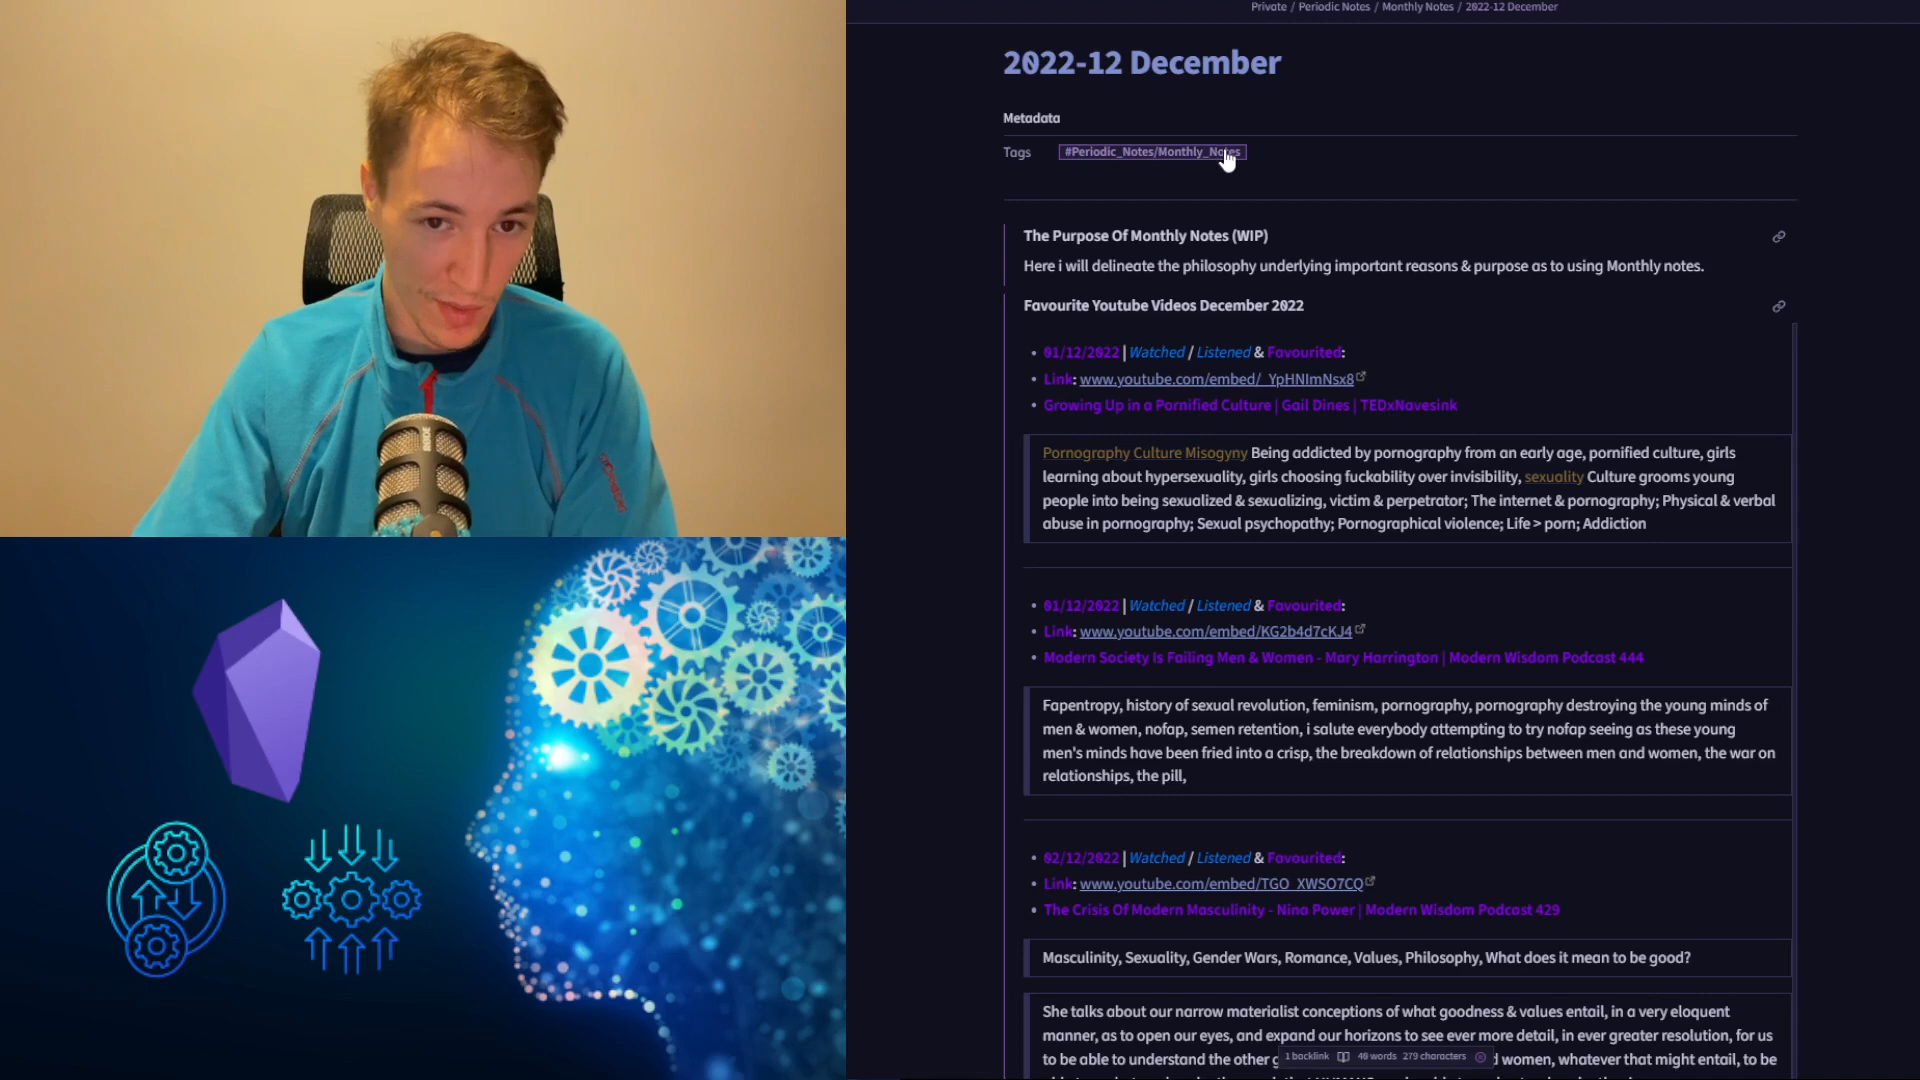 Private / Periodic Notes / Monthly Notes / 2022-12 December
2022-12 December
Metadata
Tags #Periodic_Notes/Monthly_Notes
The Purpose Of Monthly Notes (WIP)
Here i will delineate the philosophy underlying important reasons & purpose as to using Monthly notes.
Favourite Youtube Videos December 2022
• 01/12/2022 | Watched / Listened & Favourited:
• Link: www.youtube.com/embed/_YpHNImNsx8
• Growing Up in a Pornified Culture | Gail Dines | TEDxNavesink
Pornography Culture Misogyny Being addicted by pornography from an early age, pornified culture, girls
learning about hypersexuality, girls choosing fuckability over invisibility, sexuality Culture grooms young
people into being sexualized & sexualizing, victim & perpetrator; The internet & pornography; Physical & verbal
abuse in pornography; Sexual psychopathy; Pornographical violence; Life > porn; Addiction
• 01/12/2022 | Watched / Listened & Favourited:
• Link: www.youtube.com/embed/KG2b4d7cKJ4
• Modern Society Is Failing Men & Women - Mary Harrington | Modern Wisdom Podcast 444
Fapentropy, history of sexual revolution, feminism, pornography, pornography destroying the young minds of
men & women, nofap, semen retention, i salute everybody attempting to try nofap seeing as these young
men's minds have been fried into a crisp, the breakdown of relationships between men and women, the war on
relationships, the pill,
• 02/12/2022 | Watched / Listened & Favourited:
• Link: www.youtube.com/embed/TGO_XWSO7CQ
• The Crisis Of Modern Masculinity - Nina Power | Modern Wisdom Podcast 429
Masculinity, Sexuality, Gender Wars, Romance, Values, Philosophy, What does it mean to be good?
She talks about our narrow materialist conceptions of what goodness & values entail, in a very eloquent
manner, as to open our eyes, and expand our horizons to see ever more detail, in ever greater resolution, for us
to be able to understand the other women, whatever that might entail, to be
1 backlink 40 words 279 characters
RØDE